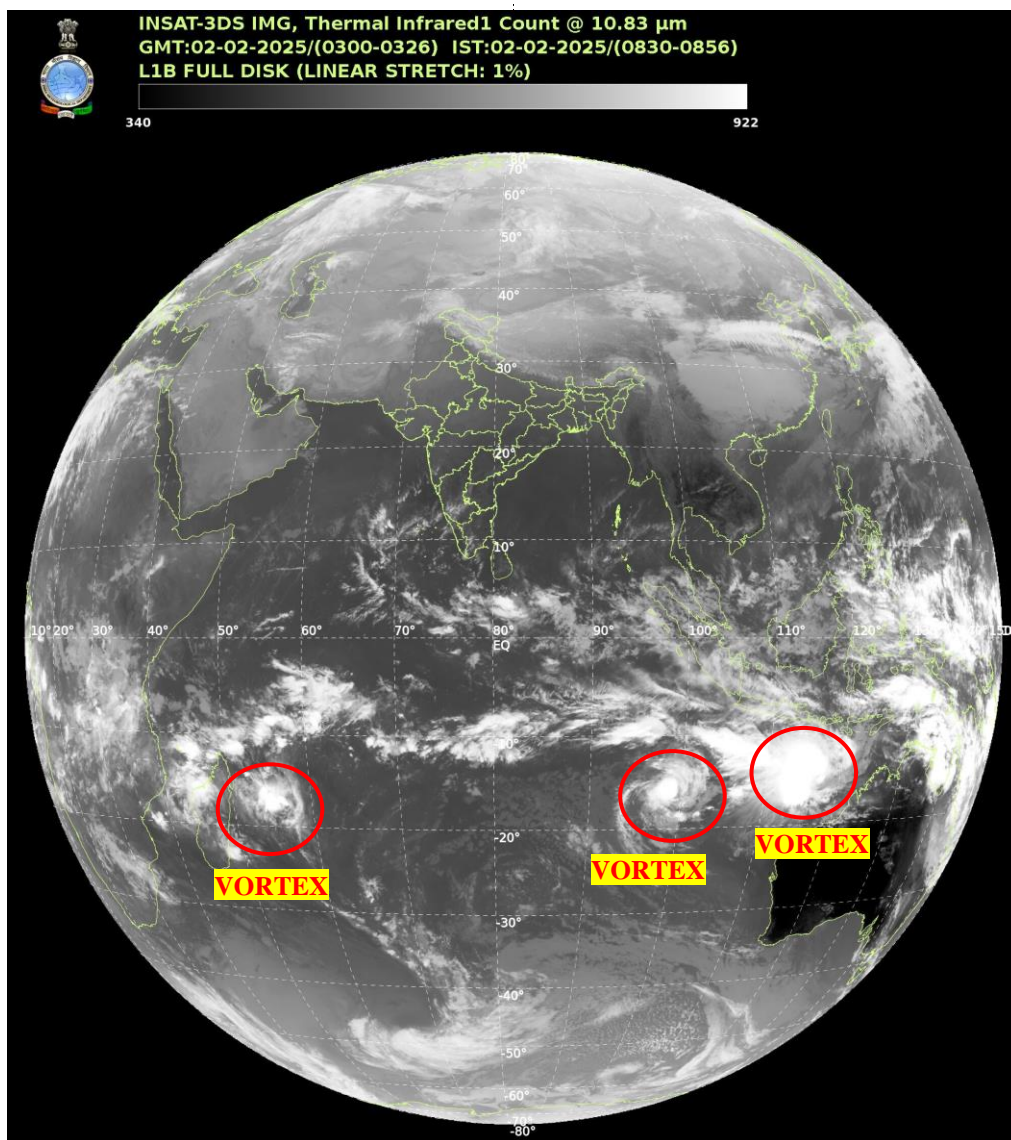 INSAT-3DS IMG, Thermal Infrared1 Count @ 10.83 µm
GMT:02-02-2025/(0300-0326) IST:02-02-2025/(0830-0856)
L1B FULL DISK (LINEAR STRETCH: 1%)
340 922
70°
60°
50°
40°
30°
20°
10°
10° 20° 30° 40° 50° 60° 70° 80° 90° 100° 110° 120°
EQ
-10°
-20°
VORTEX
VORTEX
VORTEX
-30°
-40°
-50°
-60°
-70°
-80°